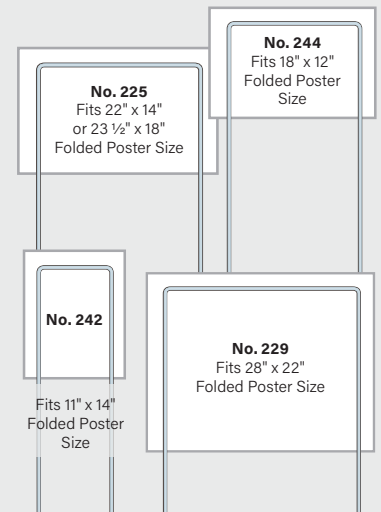 No. 244
Fits 18" x 12"
Folded Poster
Size
No. 225
Fits 22" x 14"
or 23 ½" x 18"
Folded Poster Size
No. 242
Fits 11" x 14"
Folded Poster
Size
No. 229
Fits 28" x 22"
Folded Poster Size